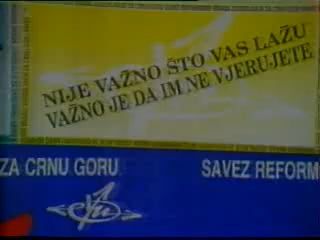 NIJE VAŽNO ŠTO VAS LAŽU
VAŽNO JE DA IM NE VJERUJETE
ZA CRNU GORU SAVEZ REFORM